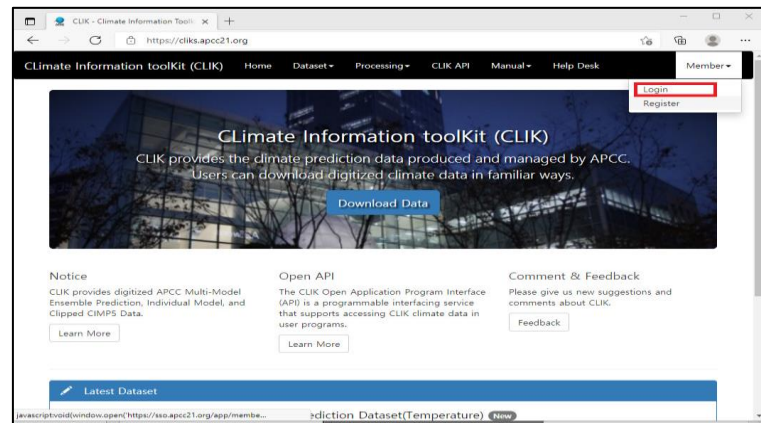 CLIK - Climate Information Toolk
https://cliks.apcc21.org
CLimate Information toolKit (CLIK) Home Dataset Processing CLIK API Manual Help Desk Member
Login
Register
CLimate Information toolKit (CLIK)
CLIK provides the climate prediction data produced and managed by APCC.
Users can download digitized climate data in familiar ways.
Download Data
Notice
CLIK provides digitized APCC Multi-Model
Ensemble Prediction, Individual Model, and
Clipped CIMP5 Data.
Learn More
Open API
The CLIK Open Application Program Interface
(API) is a programmable interfacing service
that supports accessing CLIK climate data in
user programs.
Learn More
Comment & Feedback
Please give us new suggestions and
comments about CLIK.
Feedback
Latest Dataset
ediction Dataset(Temperature) New
javascript:void(window.open('https://sso.apcc21.org/app/membe...